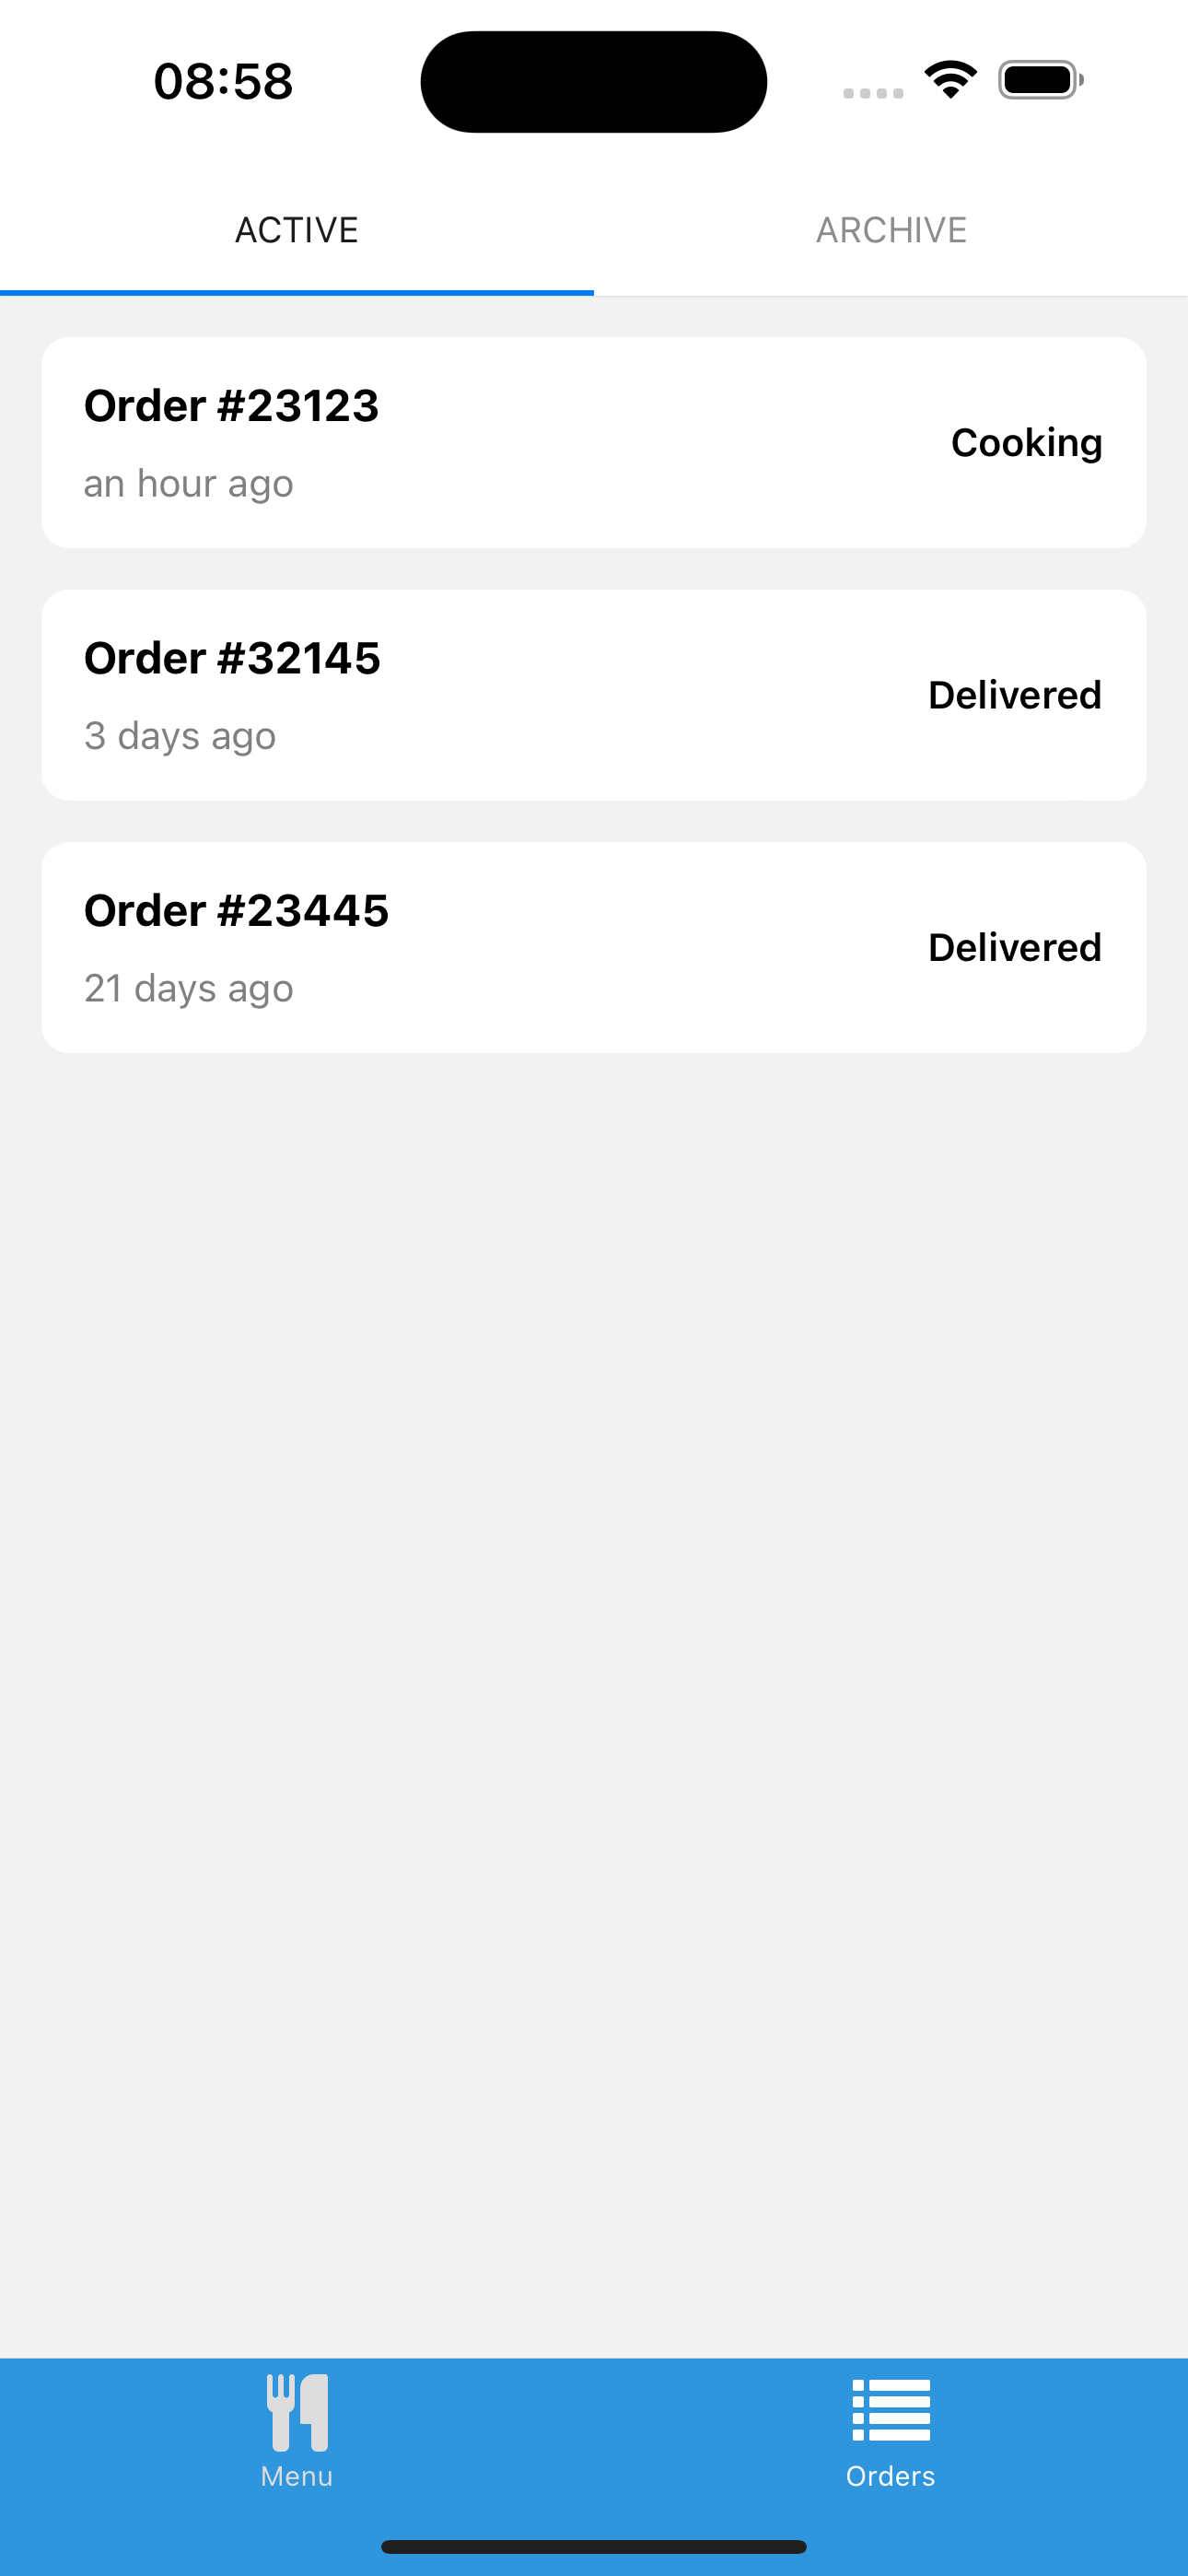 08:58
ACTIVE
ARCHIVE
Order #23123
Cooking
an hour ago
Order #32145
Delivered
3 days ago
Order #23445
Delivered
21 days ago
Menu
Orders